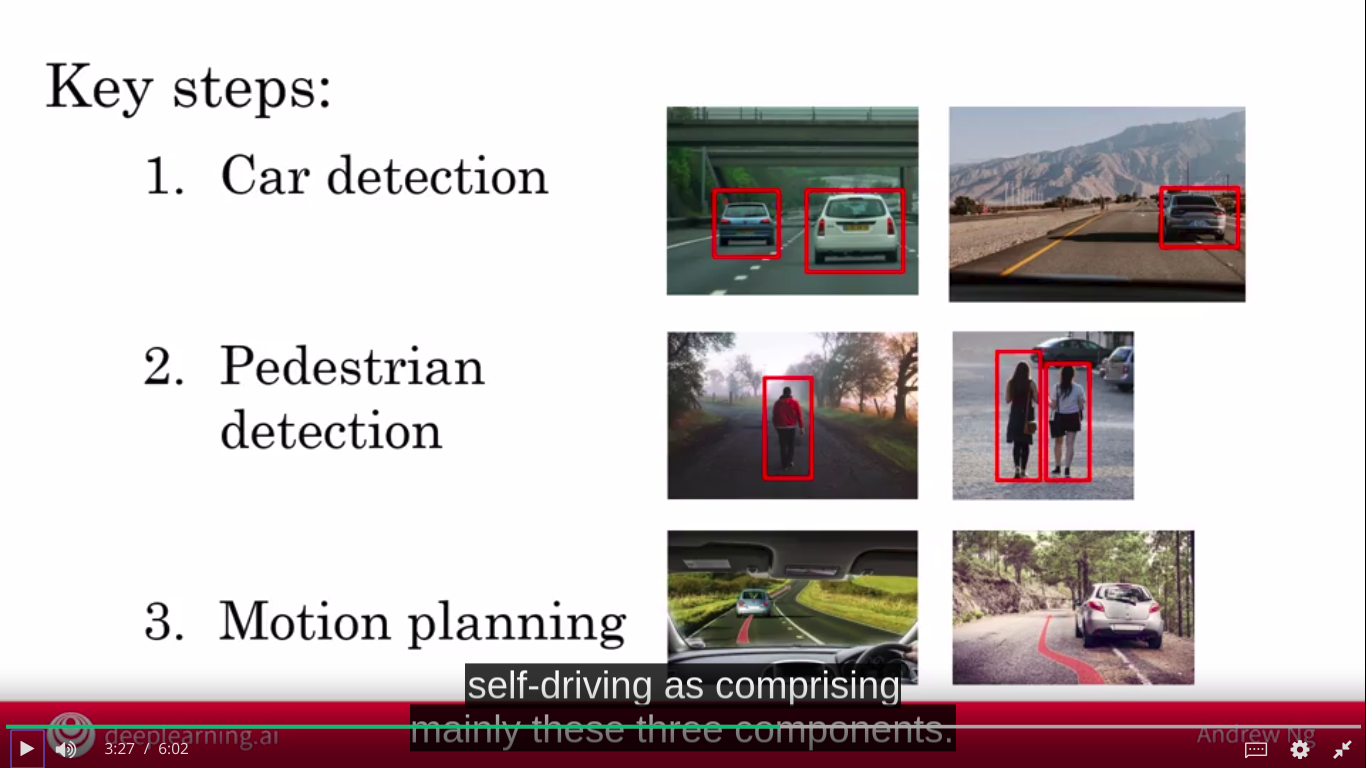 Key steps:
1. Car detection
2. Pedestrian
detection
3. Motion planning
self-driving as comprising
mainly these three components.
deeplearning.ai
Andrew Ng
3:27 / 6:02